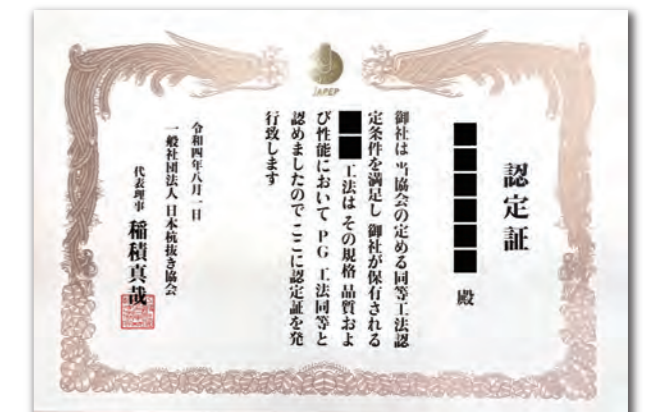 JAPEP
認定証
■■■■■■ 殿
御社は 当協会の定める同等工法認
定条件を満足し 御社が保有される
■■工法は その規格 品質およ
び性能において PG工法同等と
認めましたので ここに認定証を発
行致します
令和四年八月一日
一般社団法人 日本杭抜き協会
代表理事 稲積真哉